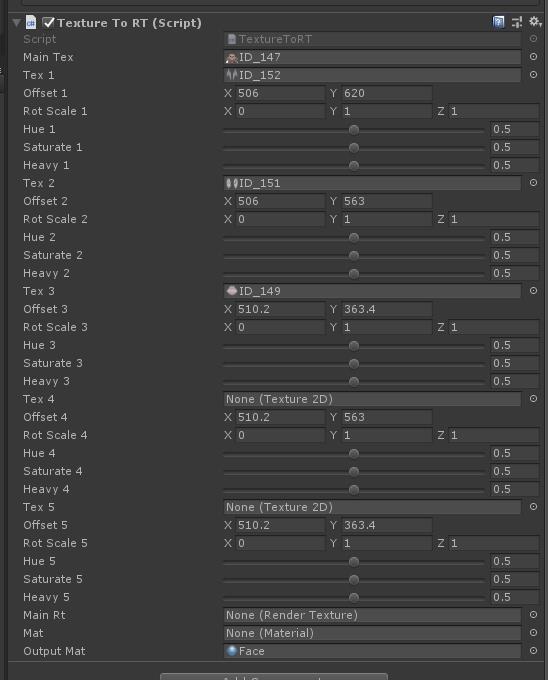 Texture To RT (Script)
Script TextureToRT
Main Tex ID_147
Tex 1 ID_152
Offset 1 X 506 Y 620
Rot Scale 1 X 0 Y 1 Z 1
Hue 1 0.5
Saturate 1 0.5
Heavy 1 0.5
Tex 2 ID_151
Offset 2 X 506 Y 563
Rot Scale 2 X 0 Y 1 Z 1
Hue 2 0.5
Saturate 2 0.5
Heavy 2 0.5
Tex 3 ID_149
Offset 3 X 510.2 Y 363.4
Rot Scale 3 X 0 Y 1 Z 1
Hue 3 0.5
Saturate 3 0.5
Heavy 3 0.5
Tex 4 None (Texture 2D)
Offset 4 X 510.2 Y 563
Rot Scale 4 X 0 Y 1 Z 1
Hue 4 0.5
Saturate 4 0.5
Heavy 4 0.5
Tex 5 None (Texture 2D)
Offset 5 X 510.2 Y 363.4
Rot Scale 5 X 0 Y 1 Z 1
Hue 5 0.5
Saturate 5 0.5
Heavy 5 0.5
Main Rt None (Render Texture)
Mat None (Material)
Output Mat Face